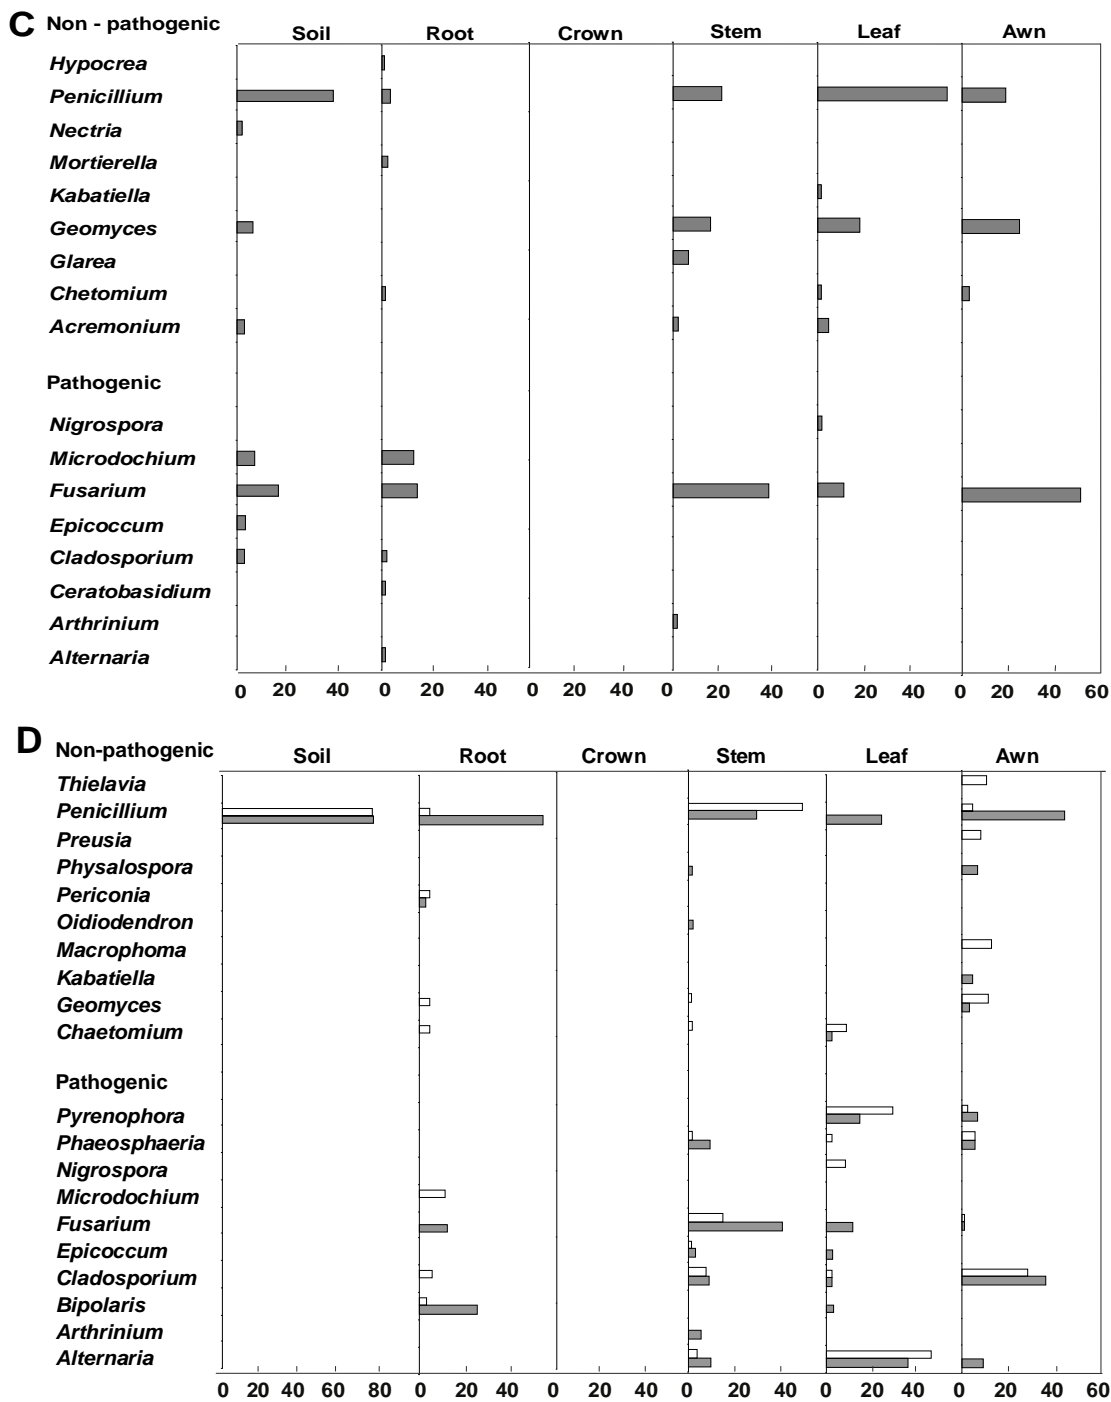 C Non - pathogenic
Soil Root Crown Stem Leaf Awn
Hypocrea
Penicillium
Nectria
Mortierella
Kabatiella
Geomyces
Glarea
Chetomium
Acremonium
Pathogenic
Nigrospora
Microdochium
Fusarium
Epicoccum
Cladosporium
Ceratobasidium
Arthrinium
Alternaria
0 20 40 0 20 40 0 20 40 0 20 40 0 20 40 0 20 40 60
D Non-pathogenic
Soil Root Crown Stem Leaf Awn
Thielavia
Penicillium
Preusia
Physalospora
Periconia
Oidiodendron
Macrophoma
Kabatiella
Geomyces
Chaetomium
Pathogenic
Pyrenophora
Phaeosphaeria
Nigrospora
Microdochium
Fusarium
Epicoccum
Cladosporium
Bipolaris
Arthrinium
Alternaria
0 20 40 60 80 0 20 40 0 20 40 0 20 40 0 20 40 0 20 40 60